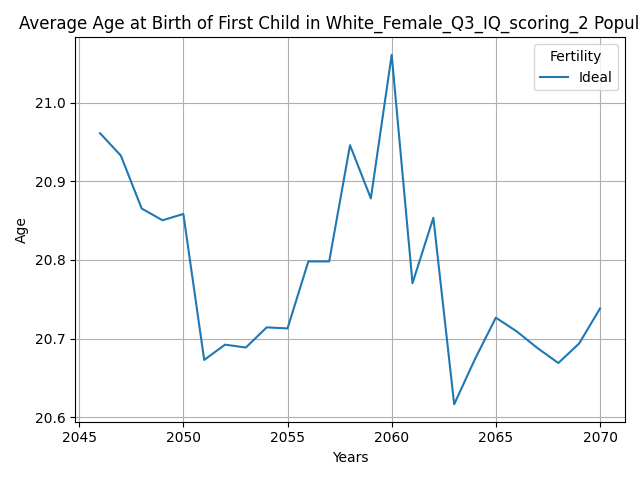 Average Age at Birth of First Child in White_Female_Q3_IQ_scoring_2 Popul
Fertility
Ideal
21.0
20.9
20.8
20.7
20.6
Age
2045 2050 2055 2060 2065 2070
Years